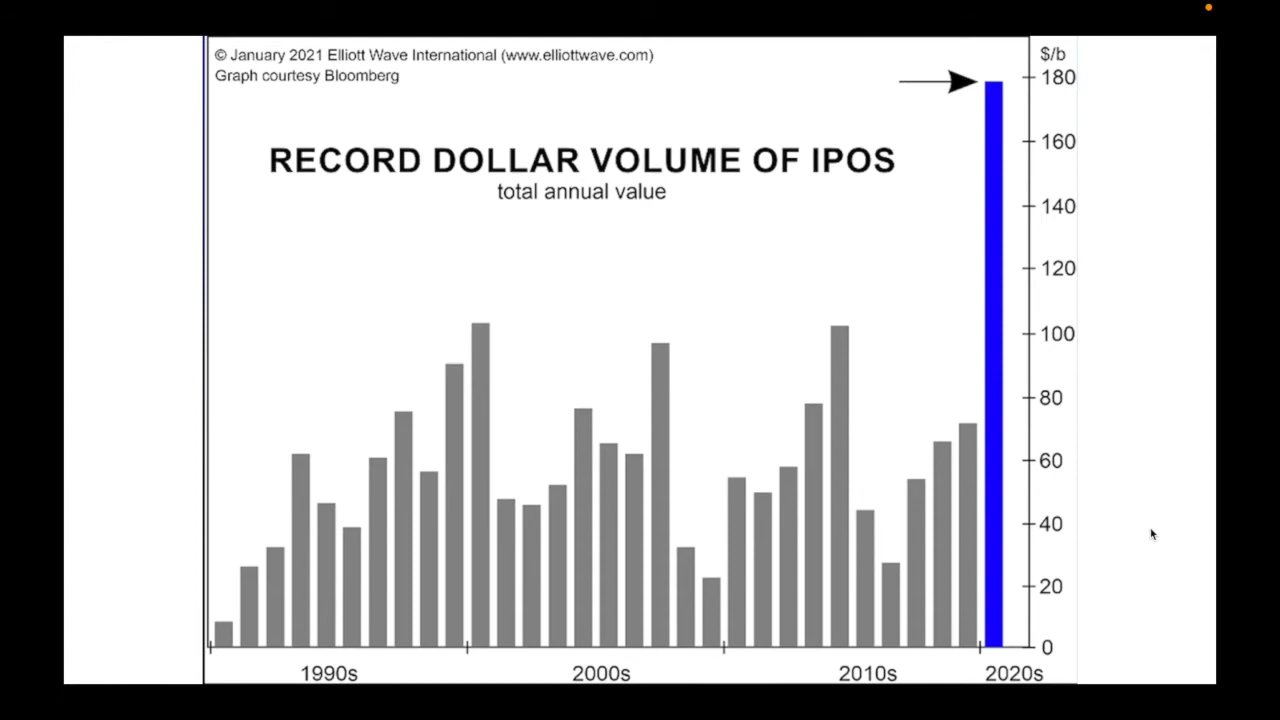 © January 2021 Elliott Wave International (www.elliottwave.com)
Graph courtesy Bloomberg
$/b
180
RECORD DOLLAR VOLUME OF IPOS
total annual value
160
140
120
100
80
60
40
20
0
1990s 2000s 2010s 2020s